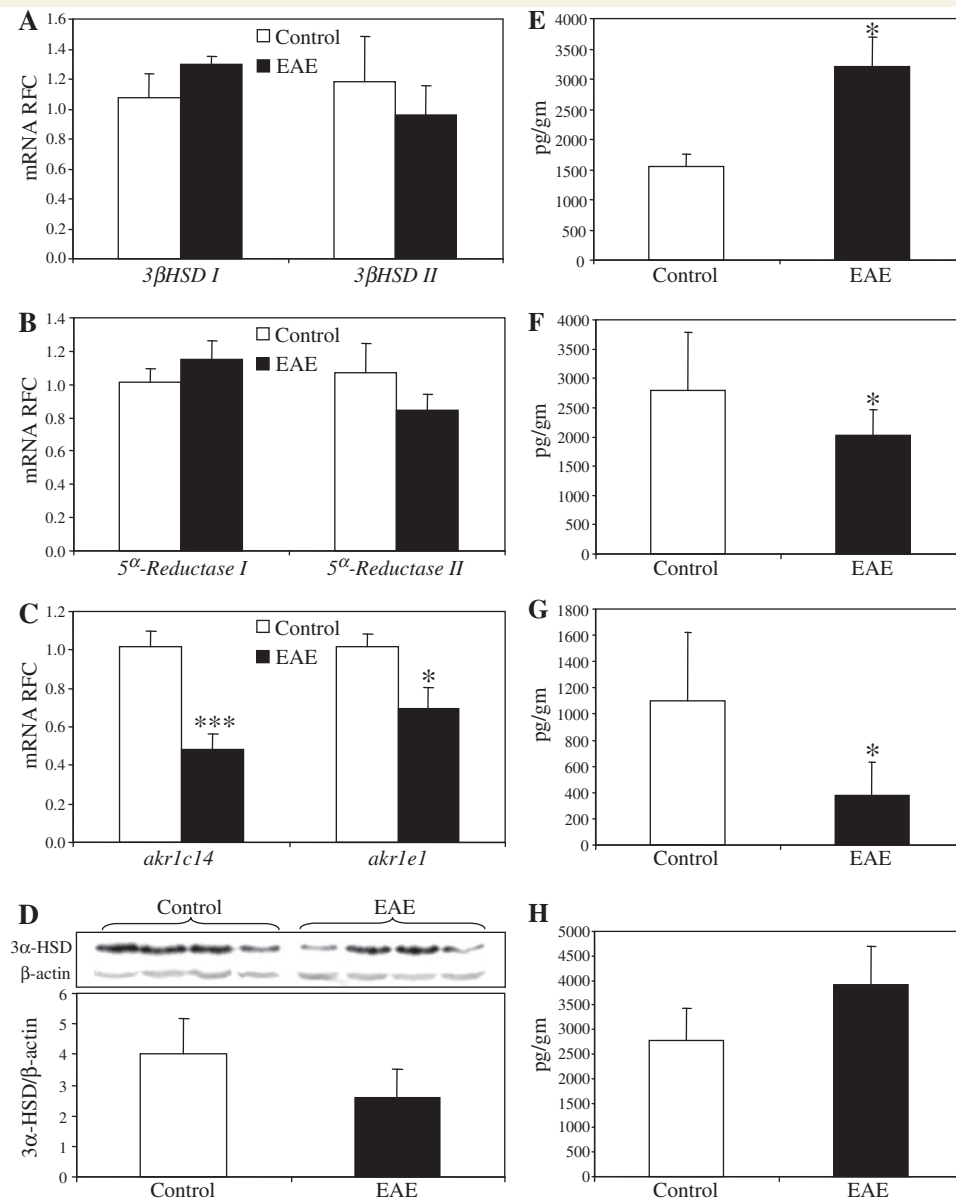 A
1.6
1.4
1.2
1.0
0.8
0.6
0.4
0.2
0.0
mRNA RFC
Control
EAE
3βHSD I
3βHSD II
B
1.4
1.2
1.0
0.8
0.6
0.4
0.2
0.0
mRNA RFC
Control
EAE
5α-Reductase I
5α-Reductase II
C
1.2
1.0
0.8
0.6
0.4
0.2
0.0
mRNA RFC
Control
EAE
***
*
akr1c14
akr1e1
D
Control
EAE
3α-HSD
β-actin
6
5
4
3
2
1
0
3α-HSD/β-actin
Control
EAE
E
4000
3500
3000
2500
2000
1500
1000
500
0
pg/gm
*
Control
EAE
F
4000
3500
3000
2500
2000
1500
1000
500
0
pg/gm
*
Control
EAE
G
1800
1600
1400
1200
1000
800
600
400
200
0
pg/gm
*
Control
EAE
H
5000
4500
4000
3500
3000
2500
2000
1500
1000
500
0
pg/gm
Control
EAE